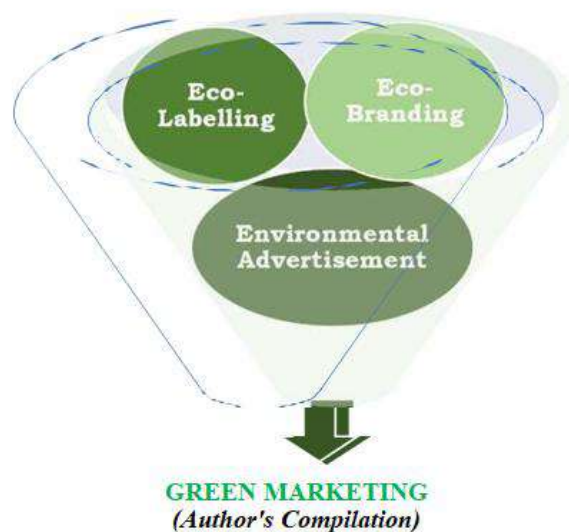 Eco-
Labelling
Eco-
Branding
Environmental
Advertisement
GREEN MARKETING
(Author's Compilation)